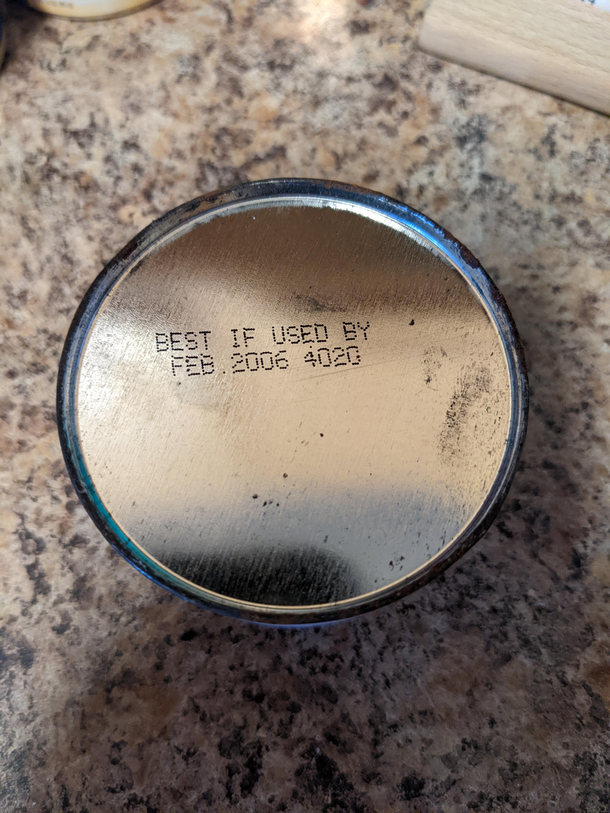 BEST IF USED BY
FEB.2006 4020